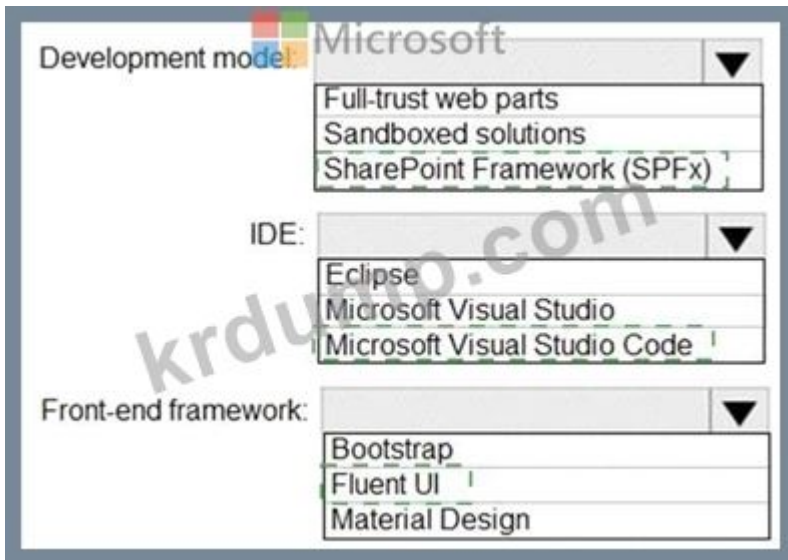 Microsoft
Development model:
Full-trust web parts
Sandboxed solutions
SharePoint Framework (SPFx)
IDE:
Eclipse
Microsoft Visual Studio
Microsoft Visual Studio Code
krdump.com
Front-end framework:
Bootstrap
Fluent UI
Material Design